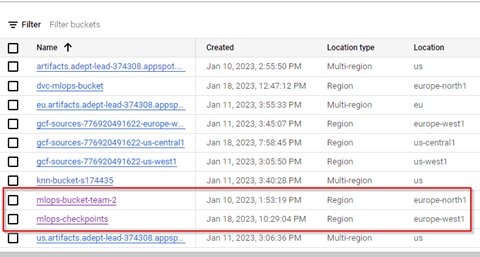 Filter Filter buckets
Name Created Location type Location
artifacts.adept-lead-374308.appspot.... Jan 10, 2023, 2:55:50 PM Multi-region us
dvc-mlops-bucket Jan 18, 2023, 12:47:12 PM Region europe-north1
eu.artifacts.adept-lead-374308.appsp... Jan 11, 2023, 3:55:33 PM Multi-region eu
gcf-sources-776920491622-europe-w... Jan 11, 2023, 3:45:07 PM Region europe-west1
gcf-sources-776920491622-us-central1 Jan 18, 2023, 7:58:45 PM Region us-central1
gcf-sources-776920491622-us-west1 Jan 11, 2023, 3:05:50 PM Region us-west1
knn-bucket-s174435 Jan 11, 2023, 3:40:28 PM Multi-region us
mlops-bucket-team-2 Jan 10, 2023, 1:53:19 PM Region europe-north1
mlops-checkpoints Jan 18, 2023, 10:29:04 PM Region europe-west1
us.artifacts.adept-lead-374308.appsp... Jan 11, 2023, 3:06:36 PM Multi-region us